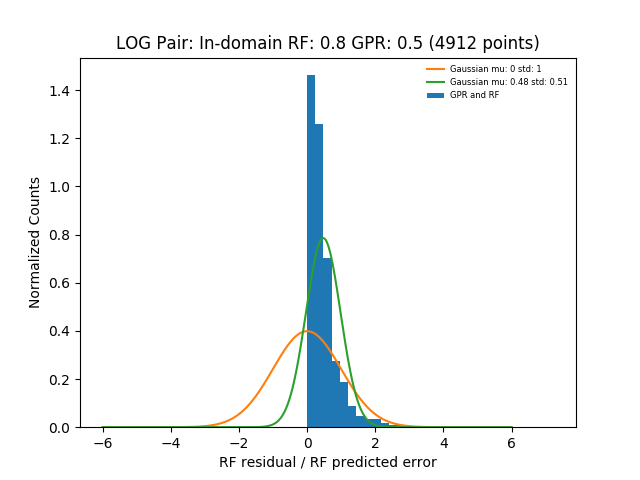 LOG Pair: In-domain RF: 0.8 GPR: 0.5 (4912 points)
Gaussian mu: 0 std: 1
Gaussian mu: 0.48 std: 0.51
GPR and RF
Normalized Counts
1.4
1.2
1.0
0.8
0.6
0.4
0.2
0.0
−6 −4 −2 0 2 4 6
RF residual / RF predicted error